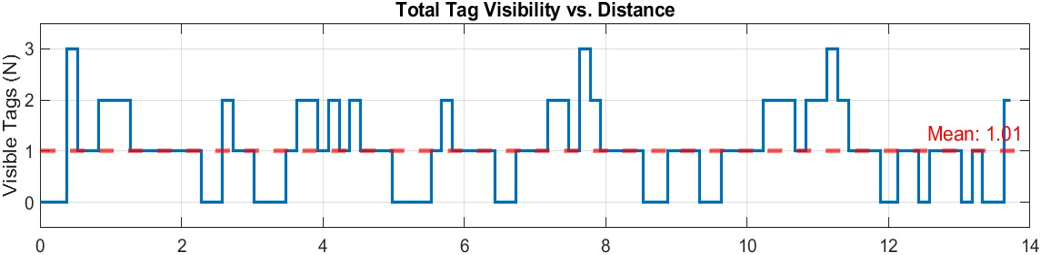 Total Tag Visibility vs. Distance
Visible Tags (N)
3
2
1
0
Mean: 1.01
0 2 4 6 8 10 12 14